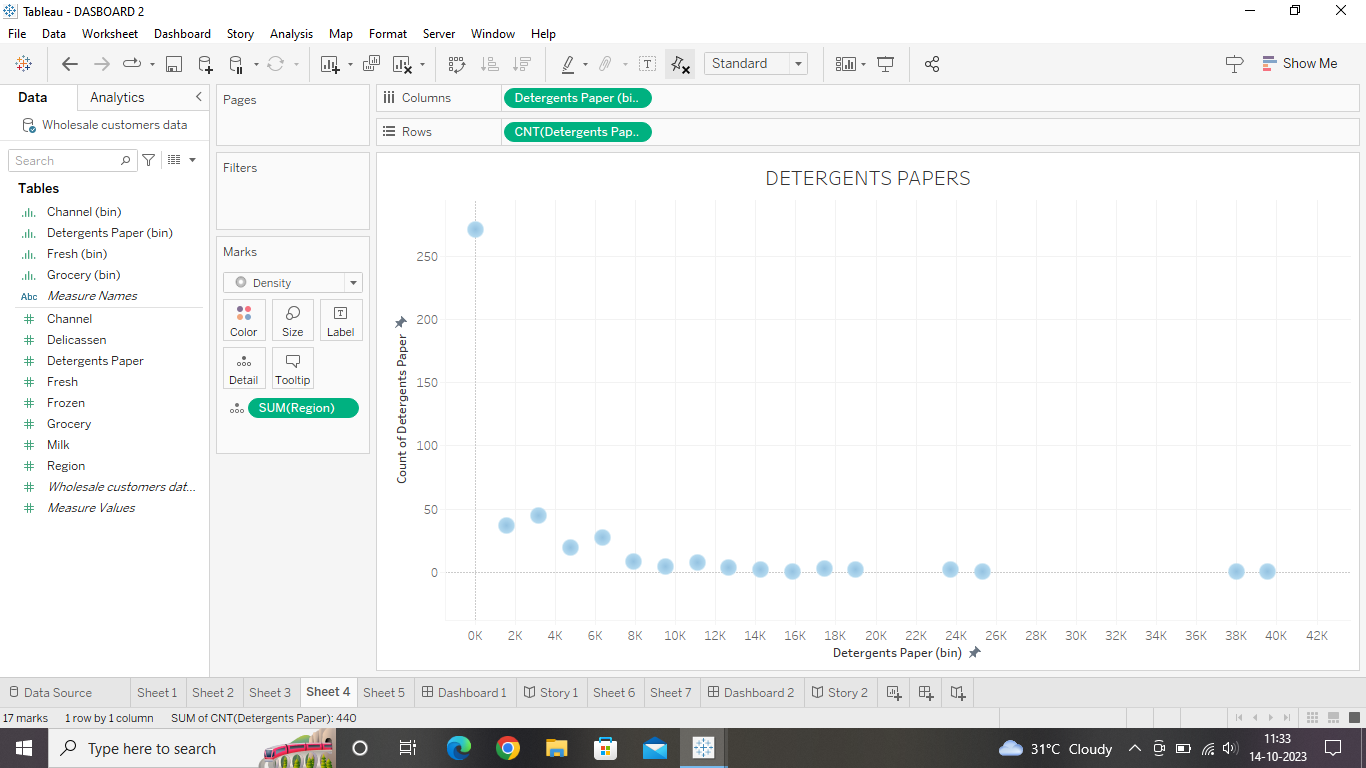 Tableau - DASBOARD 2
File Data Worksheet Dashboard Story Analysis Map Format Server Window Help
Standard
Show Me
Data Analytics
Wholesale customers data
Search
Tables
Channel (bin)
Detergents Paper (bin)
Fresh (bin)
Grocery (bin)
Abc Measure Names
Channel
Delicassen
Detergents Paper
Fresh
Frozen
Grocery
Milk
Region
Wholesale customers dat...
Measure Values
Pages
Filters
Marks
Density
Color Size Label
Detail Tooltip
SUM(Region)
Columns Detergents Paper (bi..
Rows CNT(Detergents Pap..
DETERGENTS PAPERS
Count of Detergents Paper
250
200
150
100
50
0
0K 2K 4K 6K 8K 10K 12K 14K 16K 18K 20K 22K 24K 26K 28K 30K 32K 34K 36K 38K 40K 42K
Detergents Paper (bin)
Data Source Sheet 1 Sheet 2 Sheet 3 Sheet 4 Sheet 5 Dashboard 1 Story 1 Sheet 6 Sheet 7 Dashboard 2 Story 2
17 marks 1 row by 1 column SUM of CNT(Detergents Paper): 440
Type here to search
31°C Cloudy
11:33
14-10-2023